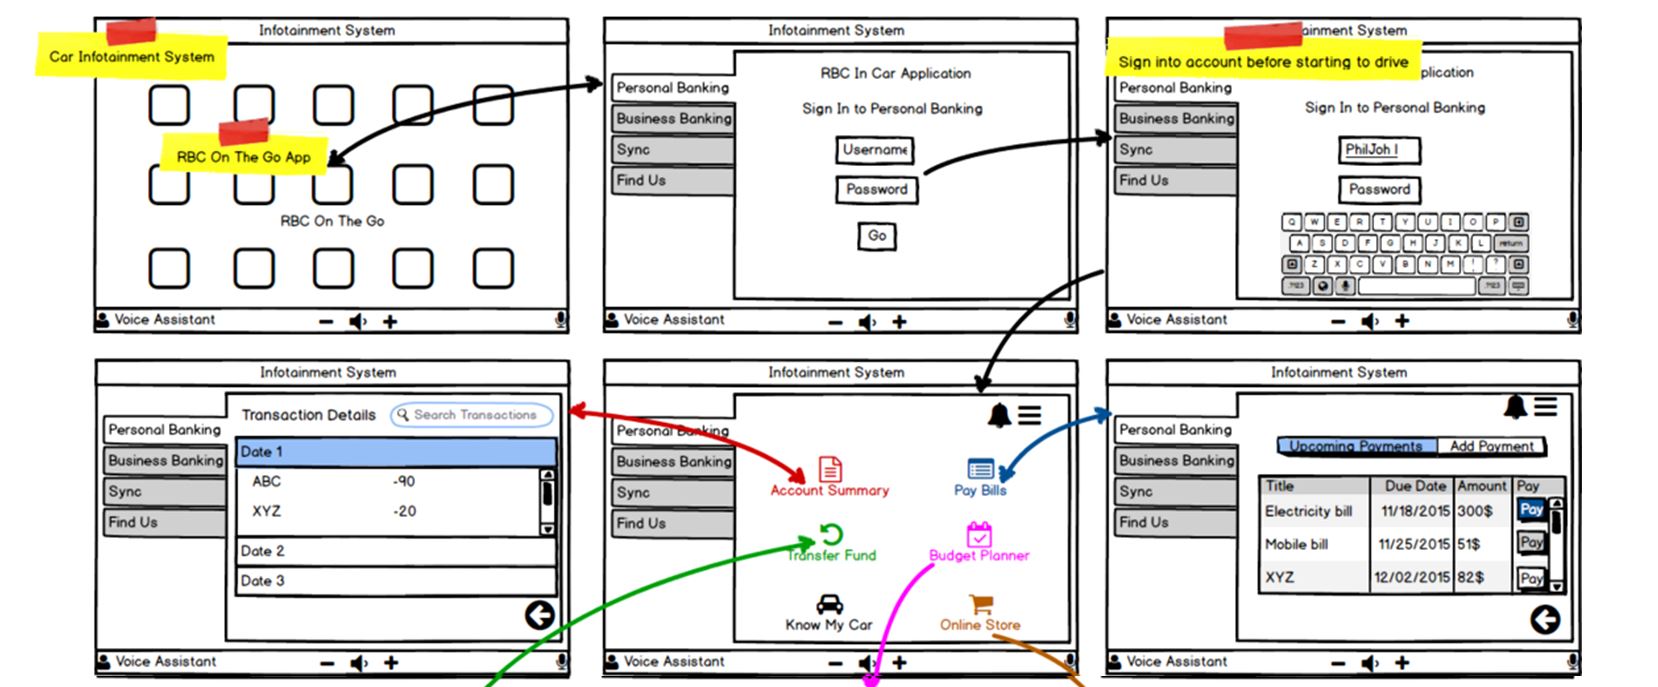 Infotainment System
Car Infotainment System
RBC On The Go App
RBC On The Go
Voice Assistant
Infotainment System
Personal Banking
Business Banking
Sync
Find Us
RBC In Car Application
Sign In to Personal Banking
Username
Password
Go
Voice Assistant
ainment System
Sign into account before starting to drive
plication
Personal Banking
Business Banking
Sync
Find Us
Sign In to Personal Banking
PhilJoh |
Password
Q W E R T Y U I O P
A S D F G H J K L return
Z X C V B N M ! ?
.?123 .?123
Voice Assistant
Infotainment System
Personal Banking
Business Banking
Sync
Find Us
Transaction Details
Search Transactions
Date 1
ABC -90
XYZ -20
Date 2
Date 3
Voice Assistant
Infotainment System
Personal Banking
Business Banking
Sync
Find Us
Account Summary
Pay Bills
Transfer Fund
Budget Planner
Know My Car
Online Store
Voice Assistant
Infotainment System
Personal Banking
Business Banking
Sync
Find Us
Upcoming Payments Add Payment
Title Due Date Amount Pay
Electricity bill 11/18/2015 300$ Pay
Mobile bill 11/25/2015 51$ Pay
XYZ 12/02/2015 82$ Pay
Voice Assistant